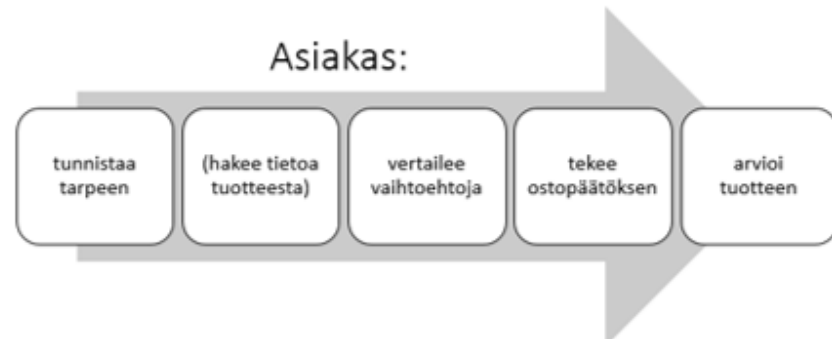 Asiakas:
tunnistaa
tarpeen
(hakee tietoa
tuotteesta)
vertailee
vaihtoehtoja
tekee
ostopäätöksen
arvioi
tuotteen